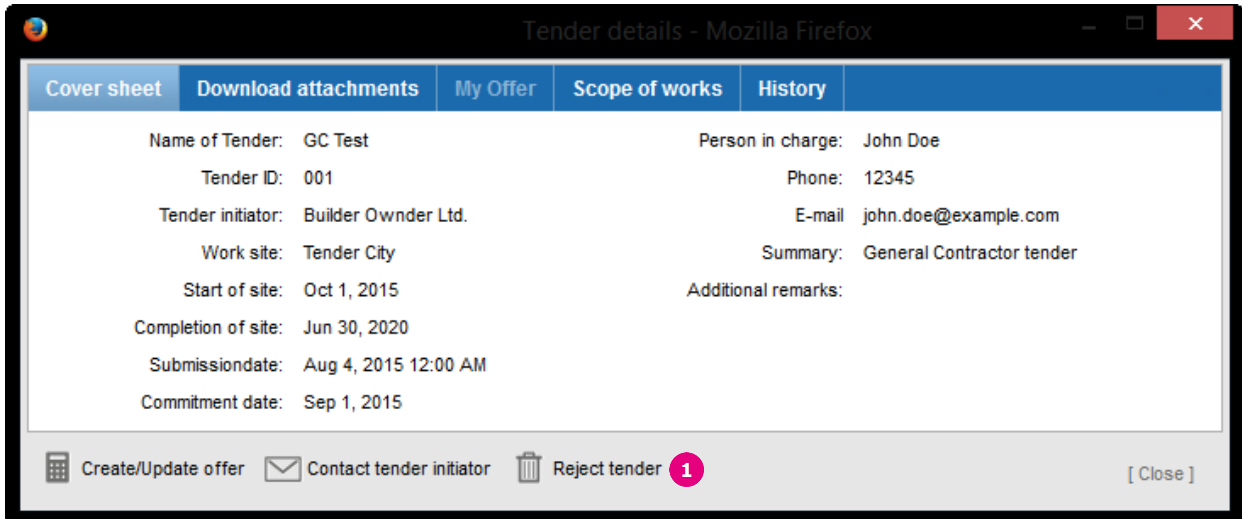 Tender details - Mozilla Firefox
Cover sheet Download attachments My Offer Scope of works History
Name of Tender: GC Test Person in charge: John Doe
Tender ID: 001 Phone: 12345
Tender initiator: Builder Ownder Ltd. E-mail john.doe@example.com
Work site: Tender City Summary: General Contractor tender
Start of site: Oct 1, 2015 Additional remarks:
Completion of site: Jun 30, 2020
Submissiondate: Aug 4, 2015 12:00 AM
Commitment date: Sep 1, 2015
Create/Update offer Contact tender initiator Reject tender 1 [ Close ]